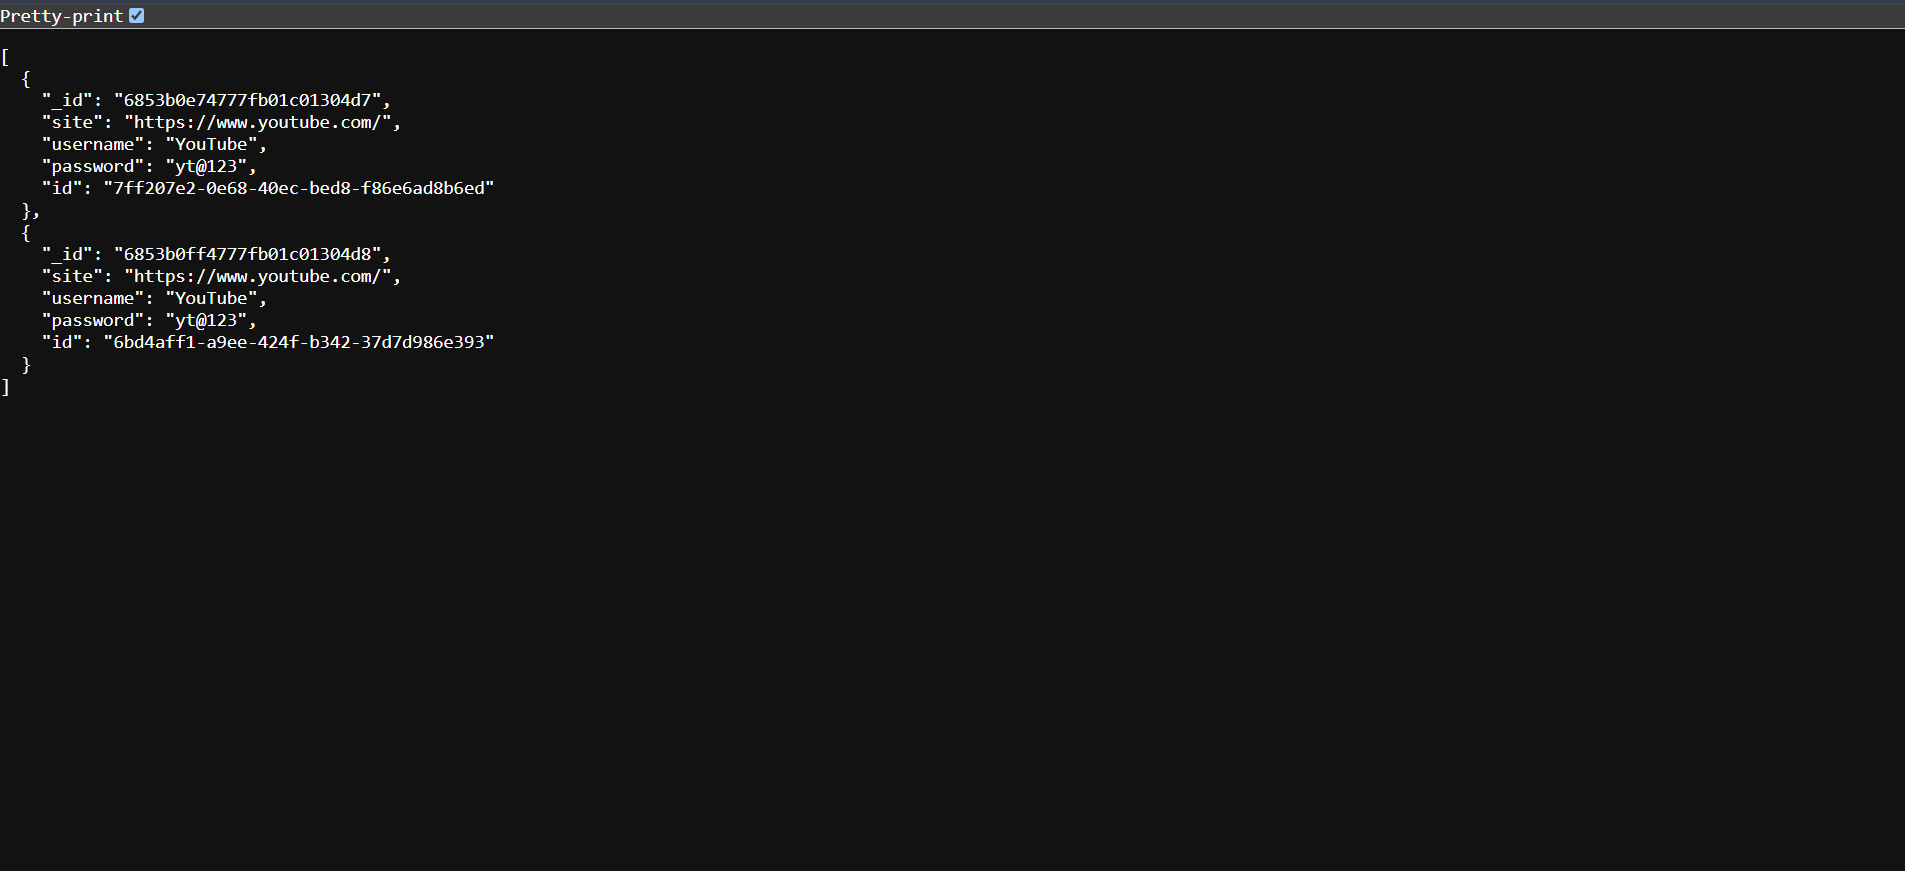 Pretty-print
[
  {
    "_id": "6853b0e74777fb01c01304d7",
    "site": "https://www.youtube.com/",
    "username": "YouTube",
    "password": "yt@123",
    "id": "7ff207e2-0e68-40ec-bed8-f86e6ad8b6ed"
  },
  {
    "_id": "6853b0ff4777fb01c01304d8",
    "site": "https://www.youtube.com/",
    "username": "YouTube",
    "password": "yt@123",
    "id": "6bd4aff1-a9ee-424f-b342-37d7d986e393"
  }
]